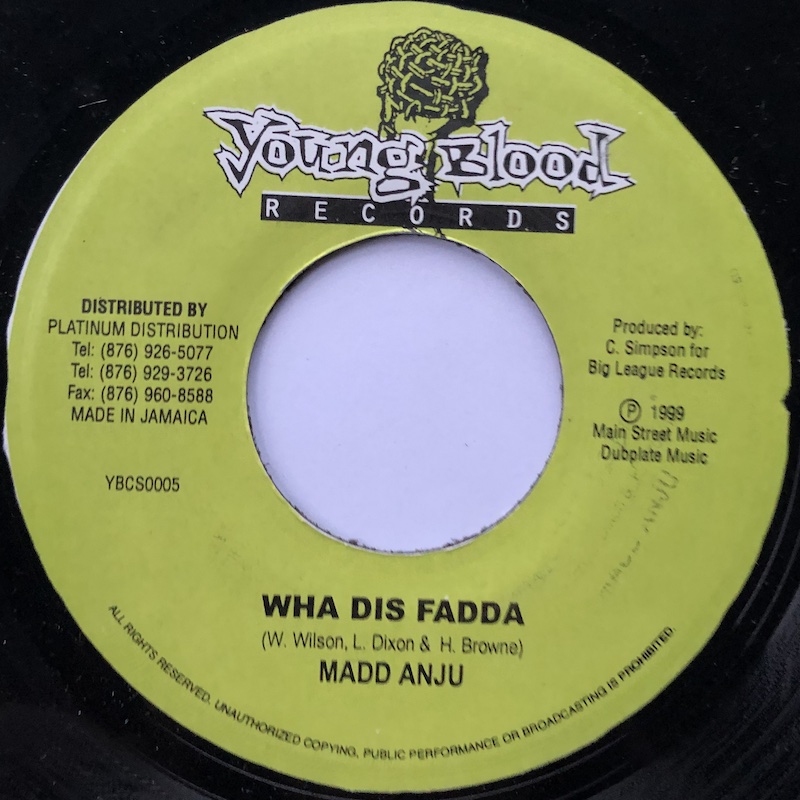 Young Blood
RECORDS
DISTRIBUTED BY
PLATINUM DISTRIBUTION
Tel: (876) 926-5077
Tel: (876) 929-3726
Fax: (876) 960-8588
MADE IN JAMAICA
YBCS0005
Produced by:
C. Simpson for
Big League Records
Ⓟ 1999
Main Street Music
Dubplate Music
WHA DIS FADDA
(W. Wilson, L. Dixon & H. Browne)
MADD ANJU
ALL RIGHTS RESERVED. UNAUTHORIZED COPYING, PUBLIC PERFORMANCE OR BROADCASTING IS PROHIBITED.